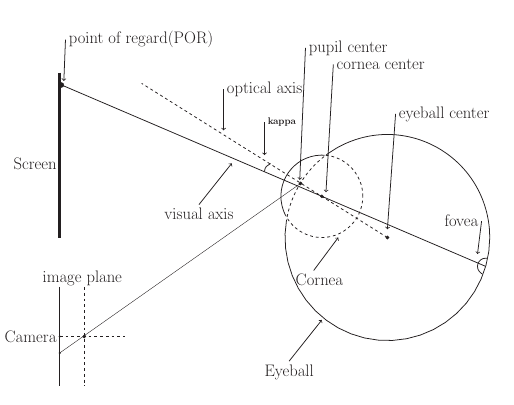 point of regard(POR)
pupil center
cornea center
optical axis
eyeball center
kappa
Screen
visual axis
fovea
Cornea
image plane
Camera
Eyeball